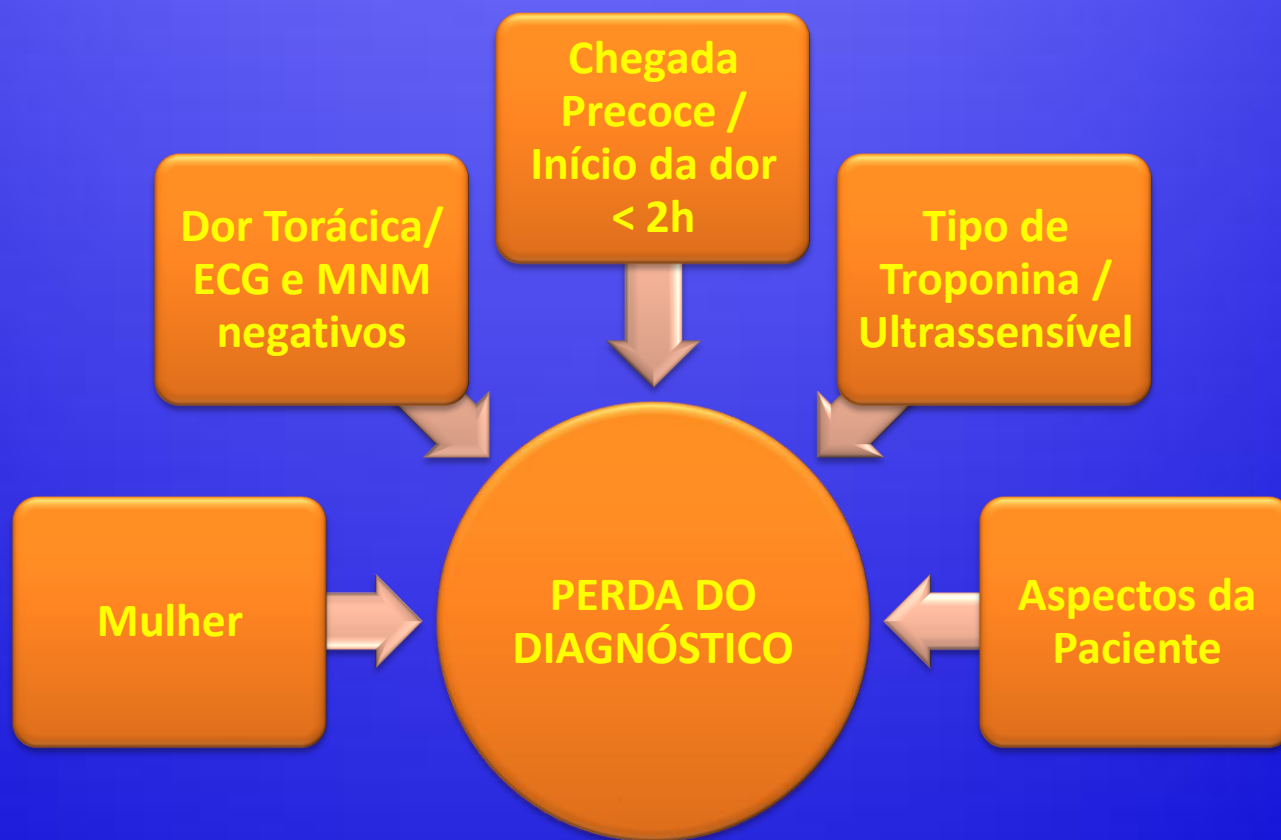 Chegada
Precoce /
Início da dor
< 2h
Dor Torácica/
ECG e MNM
negativos
Tipo de
Troponina /
Ultrassensível
Mulher
PERDA DO
DIAGNÓSTICO
Aspectos da
Paciente